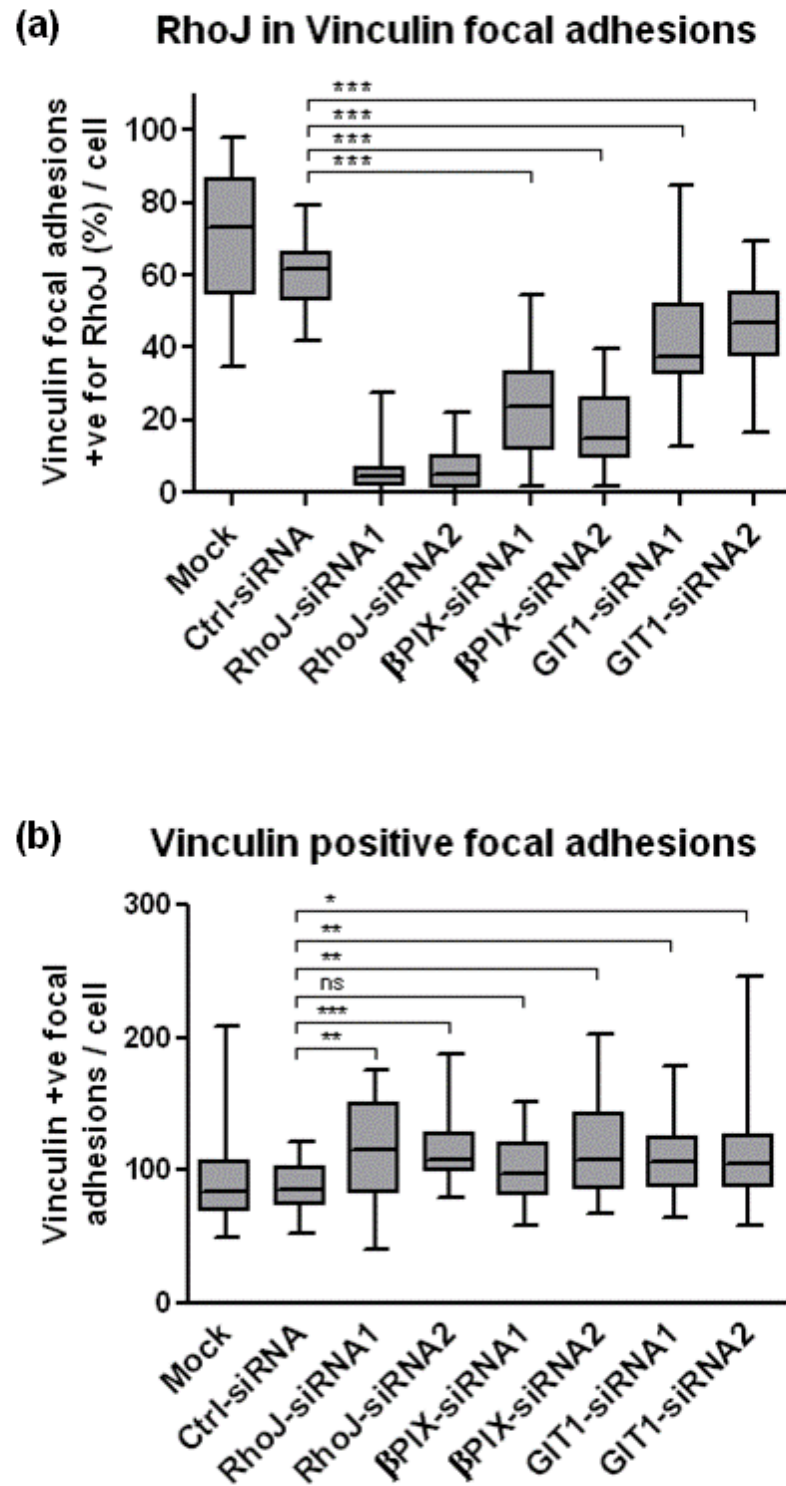 (a) RhoJ in Vinculin focal adhesions
Vinculin focal adhesions
+ve for RhoJ (%) / cell
100
80
60
40
20
0
***
***
***
***
Mock
Ctrl-siRNA
RhoJ-siRNA1
RhoJ-siRNA2
βPIX-siRNA1
βPIX-siRNA2
GIT1-siRNA1
GIT1-siRNA2
(b) Vinculin positive focal adhesions
Vinculin +ve focal
adhesions / cell
300
200
100
0
*
**
**
ns
***
**
Mock
Ctrl-siRNA
RhoJ-siRNA1
RhoJ-siRNA2
βPIX-siRNA1
βPIX-siRNA2
GIT1-siRNA1
GIT1-siRNA2